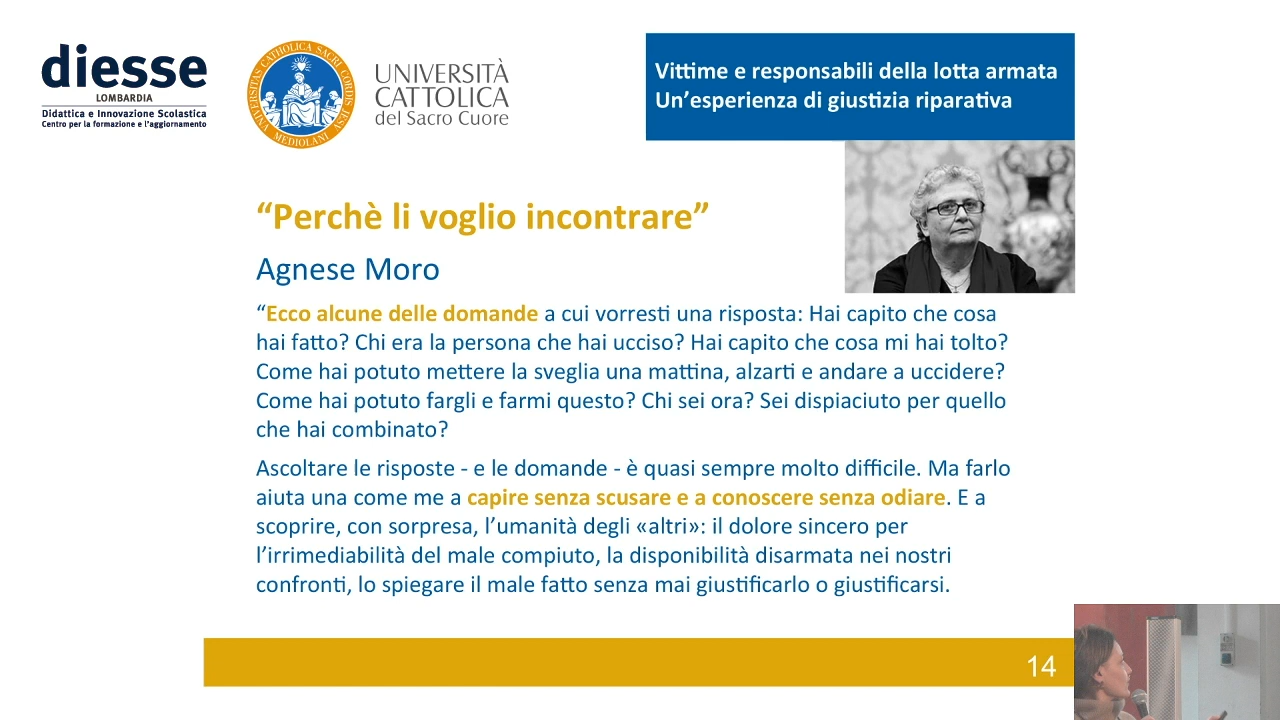 diesse
LOMBARDIA
Didattica e Innovazione Scolastica
Centro per la formazione e l'aggiornamento
UNIVERSITAS CATHOLICA SACRI CORDIS IESU
MEDIOLANI
UNIVERSITÀ
CATTOLICA
del Sacro Cuore
Vittime e responsabili della lotta armata
Un'esperienza di giustizia riparativa
“Perchè li voglio incontrare”
Agnese Moro
“Ecco alcune delle domande a cui vorresti una risposta: Hai capito che cosa
hai fatto? Chi era la persona che hai ucciso? Hai capito che cosa mi hai tolto?
Come hai potuto mettere la sveglia una mattina, alzarti e andare a uccidere?
Come hai potuto fargli e farmi questo? Chi sei ora? Sei dispiaciuto per quello
che hai combinato?
Ascoltare le risposte - e le domande - è quasi sempre molto difficile. Ma farlo
aiuta una come me a capire senza scusare e a conoscere senza odiare. E a
scoprire, con sorpresa, l’umanità degli «altri»: il dolore sincero per
l’irrimediabilità del male compiuto, la disponibilità disarmata nei nostri
confronti, lo spiegare il male fatto senza mai giustificarlo o giustificarsi.
14